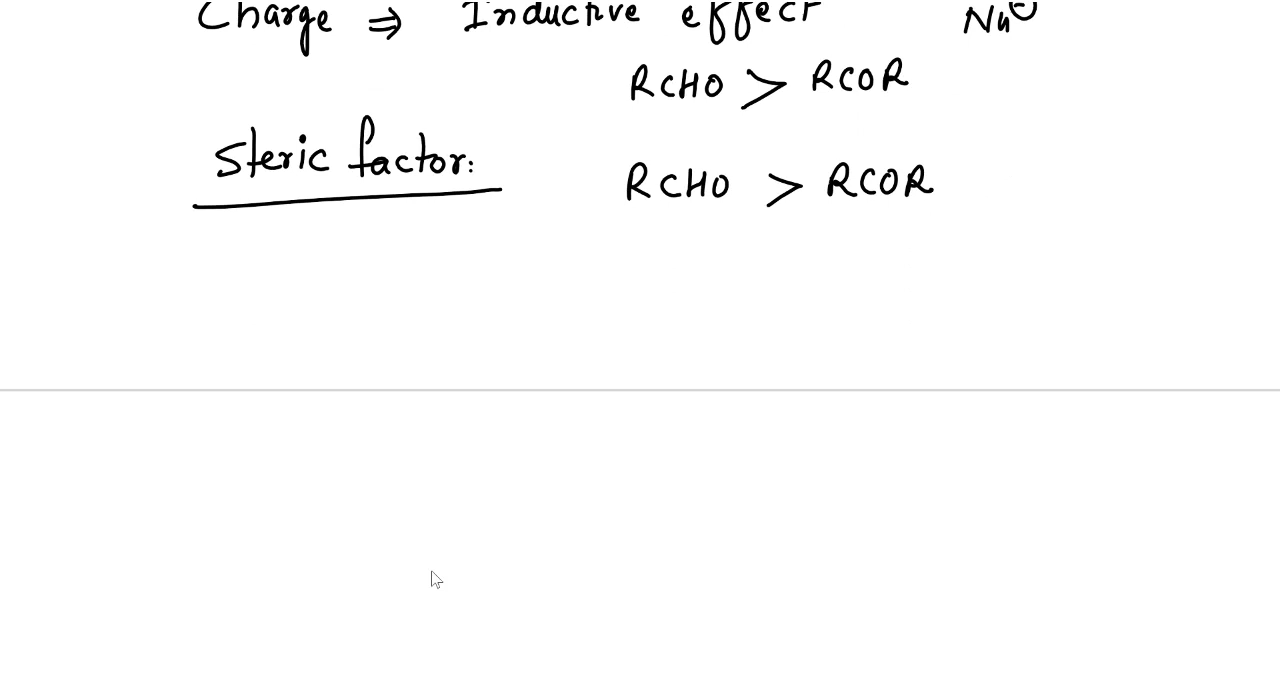 Charge ⇒ Inductive effect Nu⊖
RCHO > RCOR
Steric factor: RCHO > RCOR